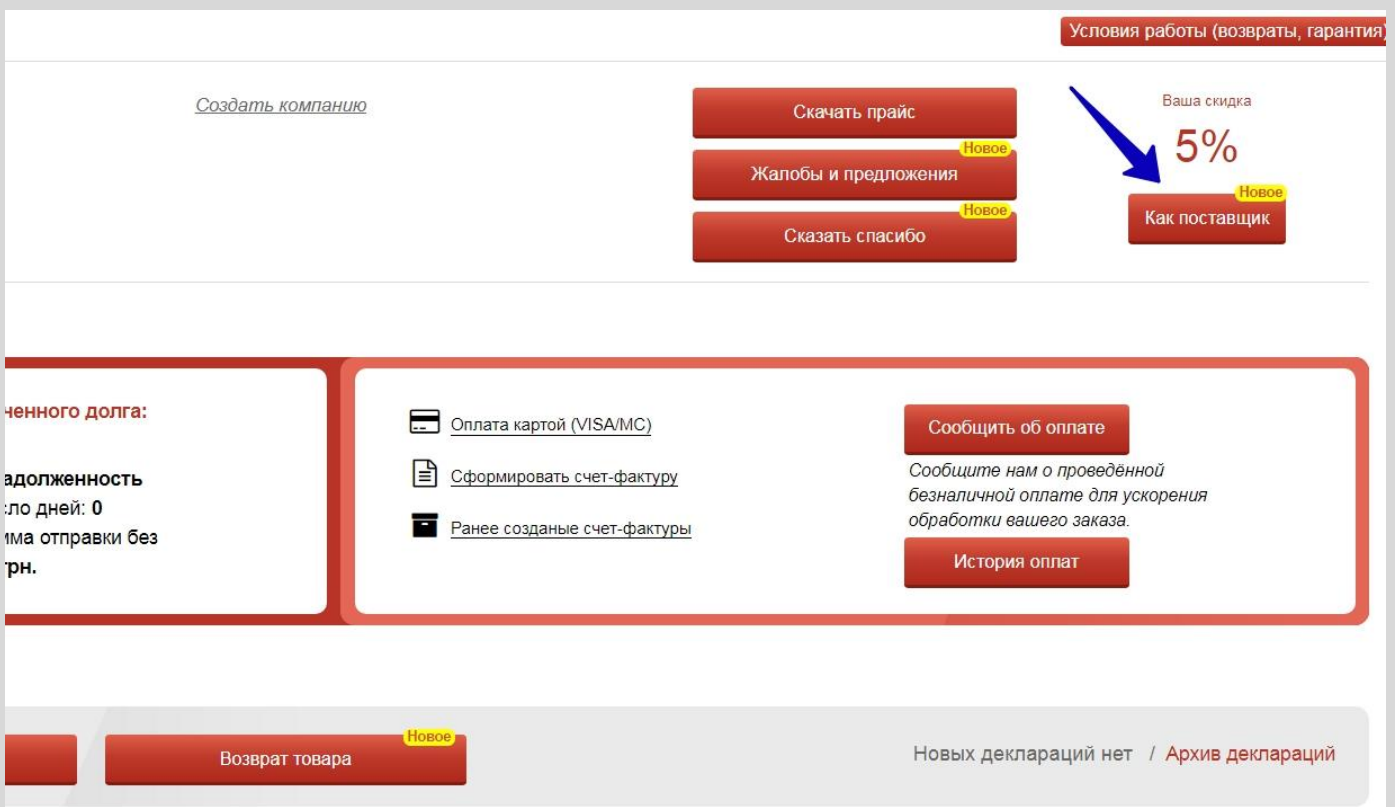 Условия работы (возвраты, гарантия)
Создать компанию
Скачать прайс
Новое
Жалобы и предложения
Новое
Сказать спасибо
Ваша скидка
5%
Новое
Как поставщик
ченного долга:
адолженность
сло дней: 0
мма отправки без
грн.
Оплата картой (VISA/MC)
Сформировать счет-фактуру
Ранее созданые счет-фактуры
Сообщить об оплате
Сообщите нам о проведённой
безналичной оплате для ускорения
обработки вашего заказа.
История оплат
Новое
Возврат товара
Новых деклараций нет / Архив деклараций